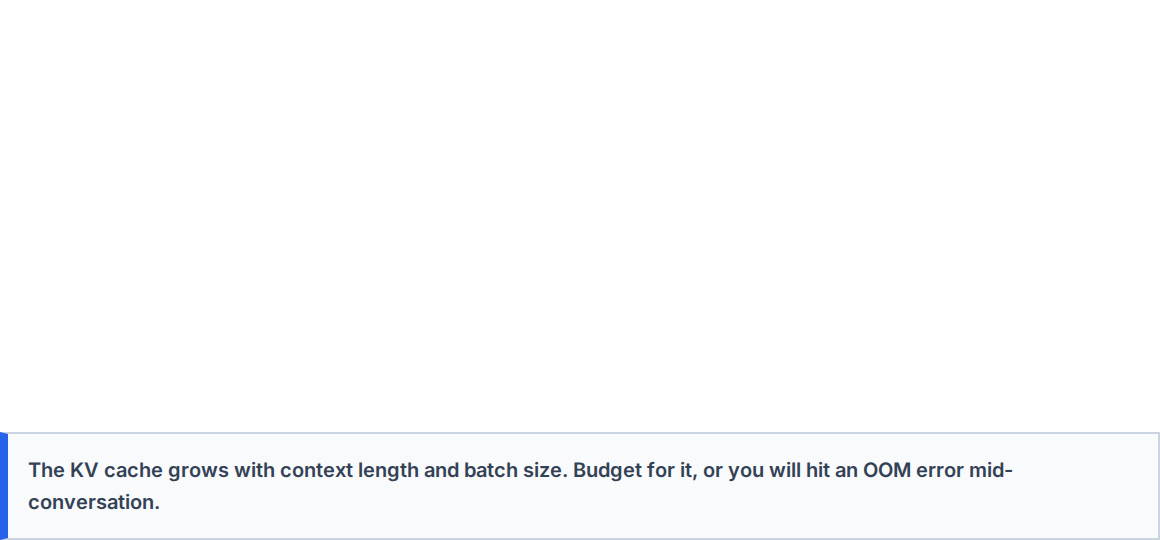 The KV cache grows with context length and batch size. Budget for it, or you will hit an OOM error mid-
conversation.